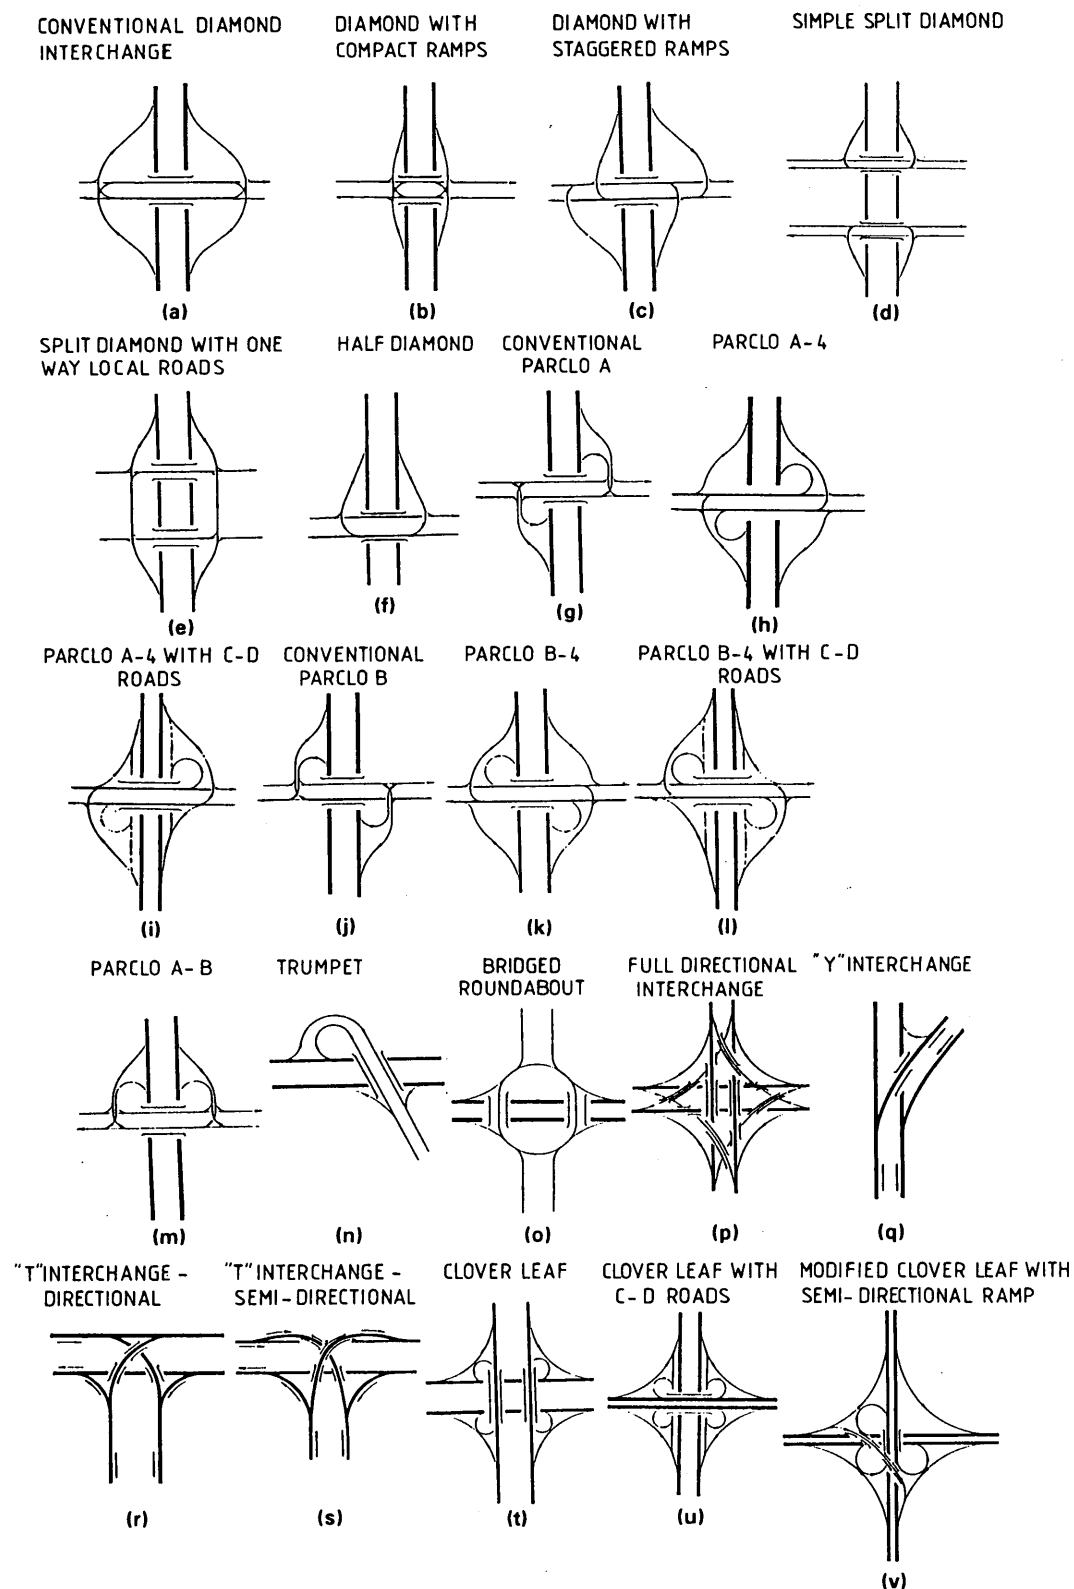 CONVENTIONAL DIAMOND
INTERCHANGE
DIAMOND WITH
COMPACT RAMPS
DIAMOND WITH
STAGGERED RAMPS
SIMPLE SPLIT DIAMOND
(a)
(b)
(c)
(d)
SPLIT DIAMOND WITH ONE
WAY LOCAL ROADS
HALF DIAMOND
CONVENTIONAL
PARCLO A
PARCLO A-4
(e)
(f)
(g)
(h)
PARCLO A-4 WITH C-D
ROADS
CONVENTIONAL
PARCLO B
PARCLO B-4
PARCLO B-4 WITH C-D
ROADS
(i)
(j)
(k)
(l)
PARCLO A-B
TRUMPET
BRIDGED
ROUNDABOUT
FULL DIRECTIONAL
INTERCHANGE
"Y"INTERCHANGE
(m)
(n)
(o)
(p)
(q)
"T"INTERCHANGE -
DIRECTIONAL
"T"INTERCHANGE -
SEMI-DIRECTIONAL
CLOVER LEAF
CLOVER LEAF WITH
C-D ROADS
MODIFIED CLOVER LEAF WITH
SEMI-DIRECTIONAL RAMP
(r)
(s)
(t)
(u)
(v)